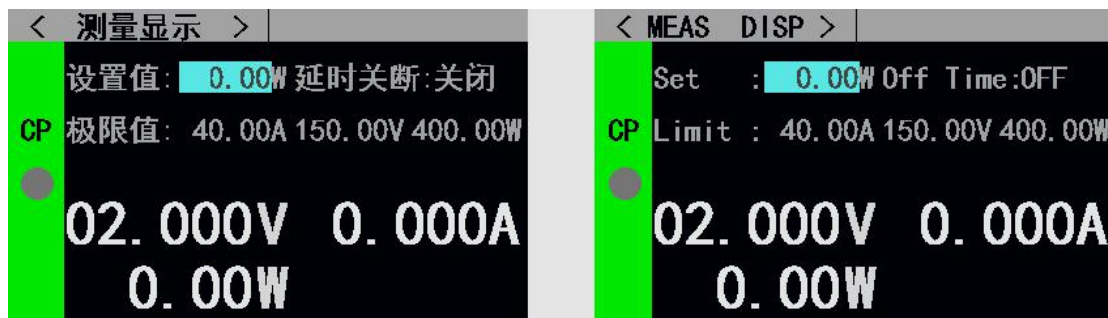 < 测量显示 >
设置值: 0.00W 延时关断:关闭
CP 极限值: 40.00A 150.00V 400.00W
02.000V 0.000A
0.00W
< MEAS DISP >
Set : 0.00W Off Time:OFF
CP Limit : 40.00A 150.00V 400.00W
02.000V 0.000A
0.00W